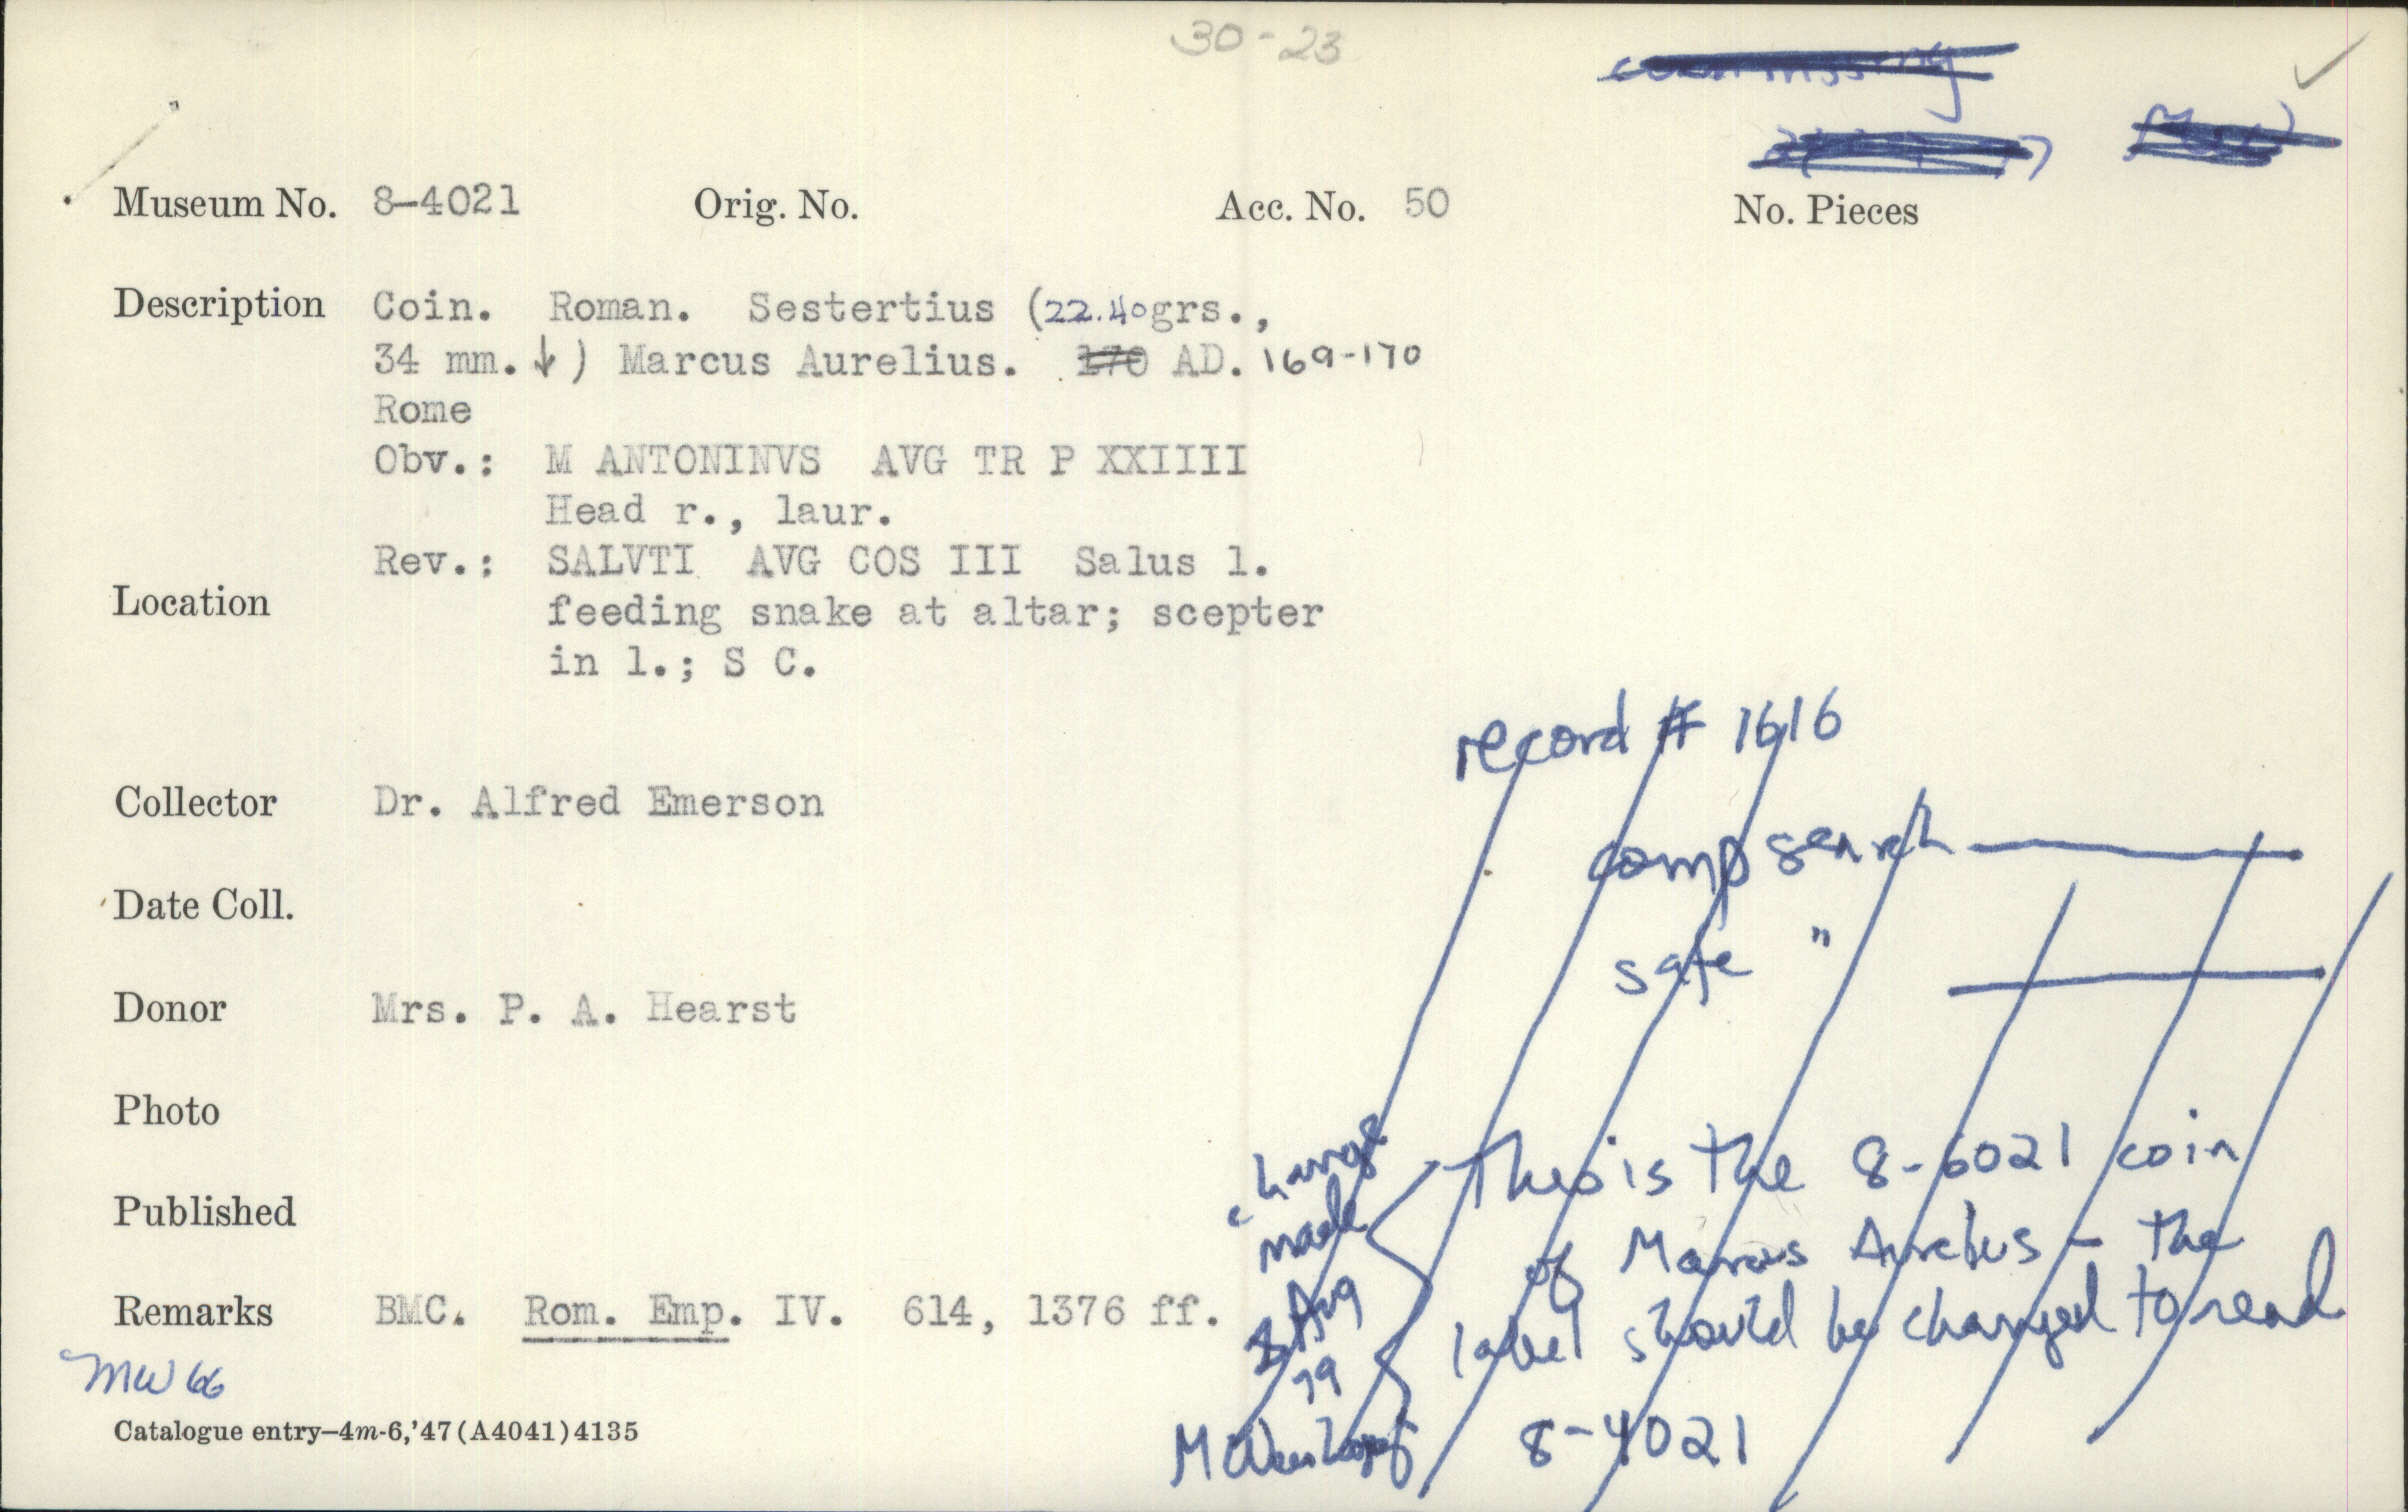 30-23
Museum No. 8-4021 Orig. No. Acc. No. 50 No. Pieces
Description Coin. Roman. Sestertius (22.40grs.,
34 mm.↓) Marcus Aurelius. 170 AD. 169-170
Rome
Obv.: M ANTONINVS AVG TR P XXIIII
Head r., laur.
Rev.: SALVTI AVG COS III Salus l.
Location feeding snake at altar; scepter
in l.; S C.
record # 1616
comp search
safe "
Collector Dr. Alfred Emerson
Date Coll.
Donor Mrs. P. A. Hearst
Photo
Published
Remarks BMC. Rom. Emp. IV. 614, 1376 ff.
MW 66
Catalogue entry—4m-6,'47(A4041)4135
change
made
8 Aug
79
This is the 8-6021 coin
of Marcus Aurelius - the
label should be changed to read
8-4021